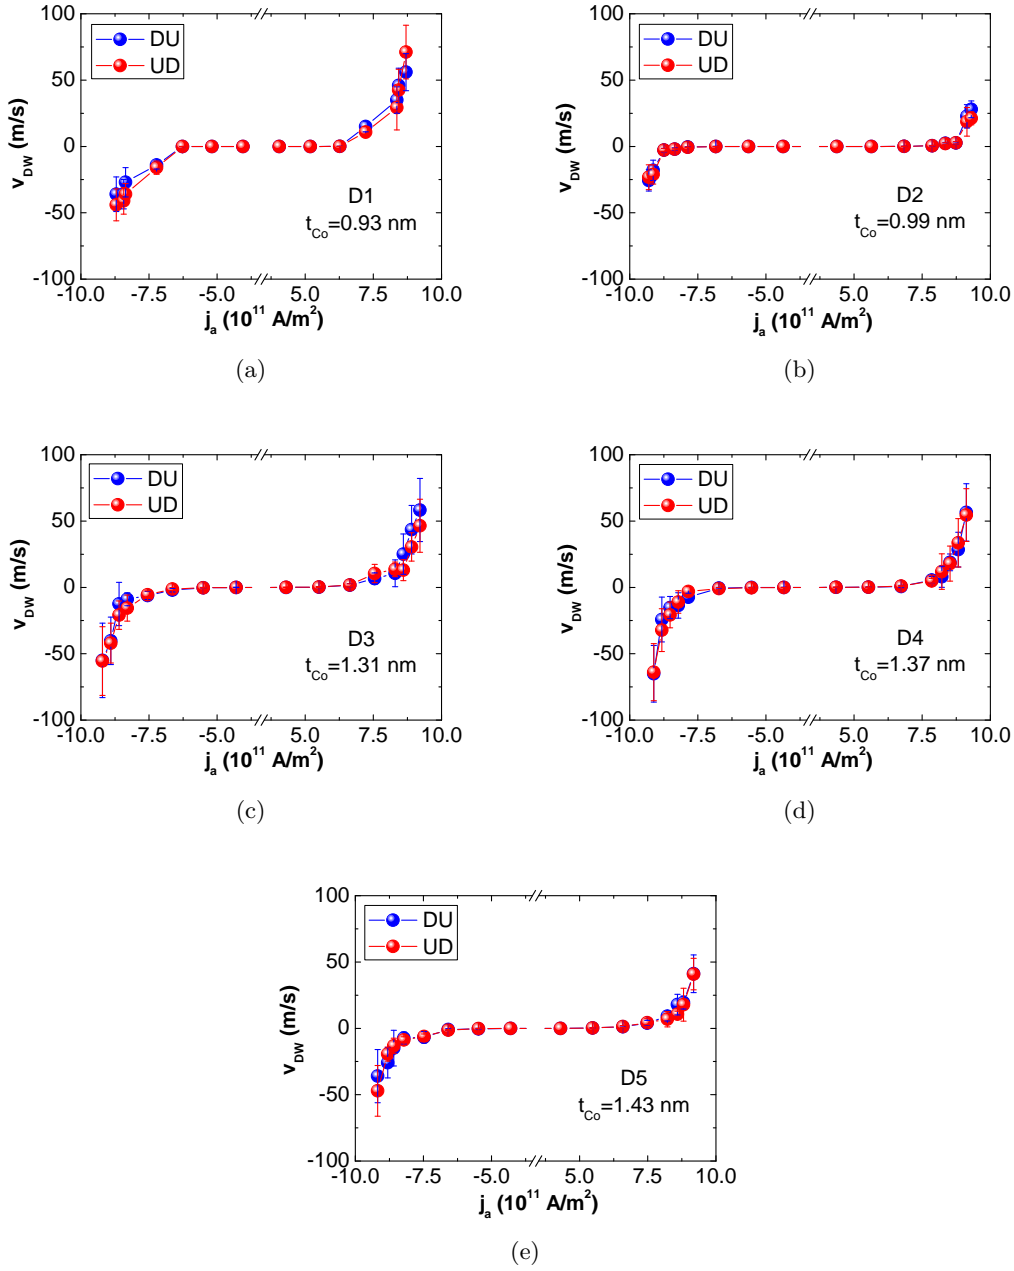 100
50
0
-50
-100
v_DW (m/s)
DU
UD
D1
t_Co=0.93 nm
-10.0 -7.5 -5.0 5.0 7.5 10.0
j_a (10^11 A/m^2)
(a)
100
50
0
-50
-100
v_DW (m/s)
DU
UD
D2
t_Co=0.99 nm
-10.0 -7.5 -5.0 5.0 7.5 10.0
j_a (10^11 A/m^2)
(b)
100
50
0
-50
-100
v_DW (m/s)
DU
UD
D3
t_Co=1.31 nm
-10.0 -7.5 -5.0 5.0 7.5 10.0
j_a (10^11 A/m^2)
(c)
100
50
0
-50
-100
v_DW (m/s)
DU
UD
D4
t_Co=1.37 nm
-10.0 -7.5 -5.0 5.0 7.5 10.0
j_a (10^11 A/m^2)
(d)
100
50
0
-50
-100
v_DW (m/s)
DU
UD
D5
t_Co=1.43 nm
-10.0 -7.5 -5.0 5.0 7.5 10.0
j_a (10^11 A/m^2)
(e)